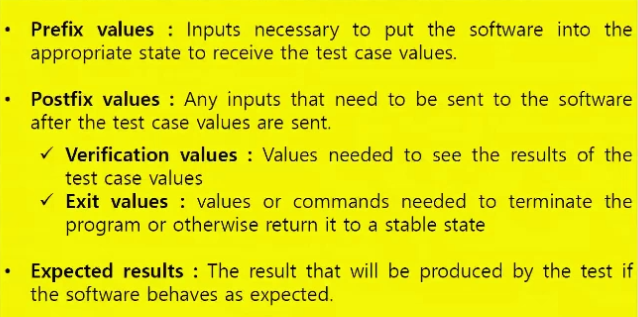 • Prefix values : Inputs necessary to put the software into the
appropriate state to receive the test case values.
• Postfix values : Any inputs that need to be sent to the software
after the test case values are sent.
✓ Verification values : Values needed to see the results of the
test case values
✓ Exit values : values or commands needed to terminate the
program or otherwise return it to a stable state
• Expected results : The result that will be produced by the test if
the software behaves as expected.